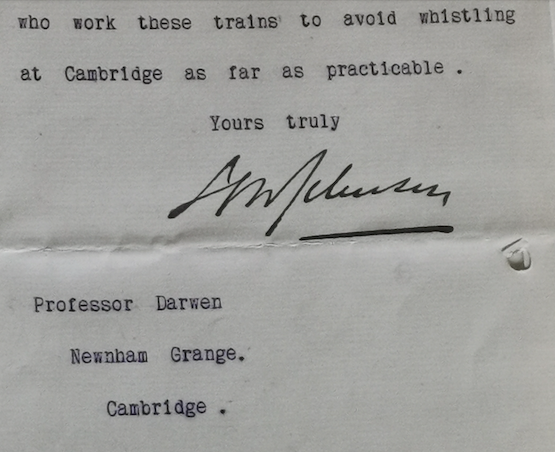 who work these trains to avoid whistling
at Cambridge as far as practicable .
Yours truly
Professor Darwen
Newnham Grange.
Cambridge .